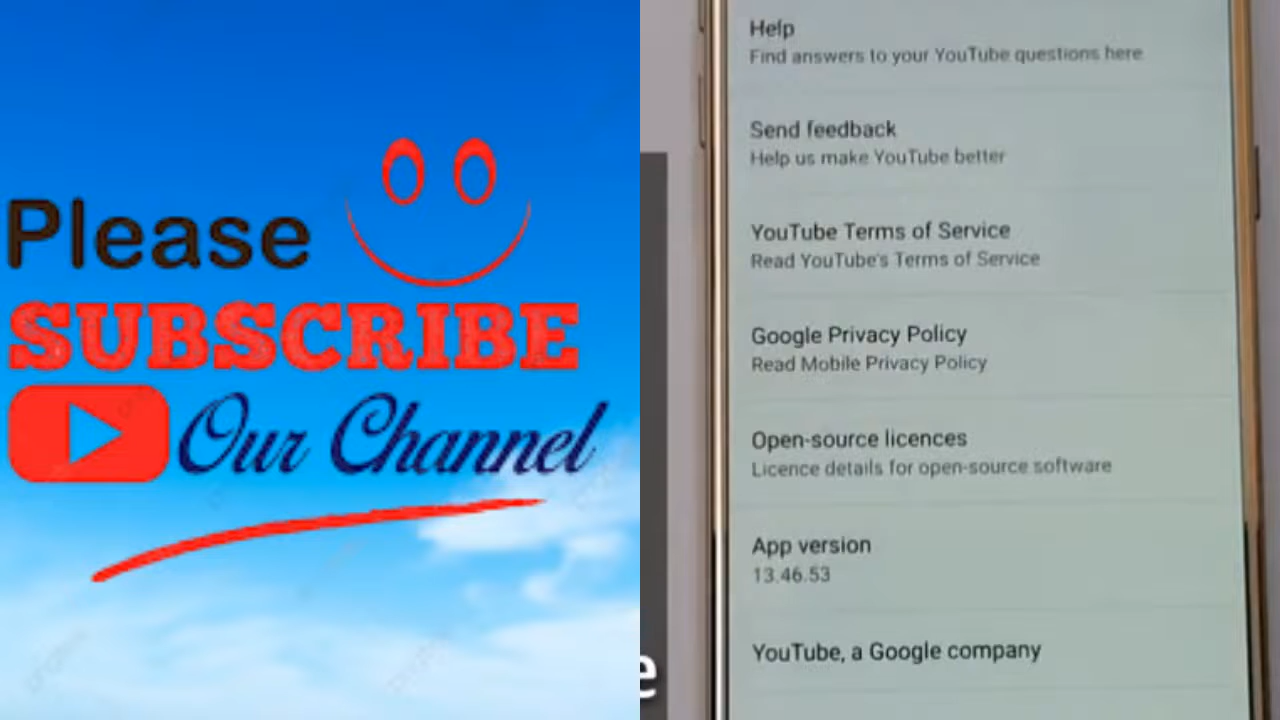 Please
SUBSCRIBE
Our Channel
Help
Find answers to your YouTube questions here
Send feedback
Help us make YouTube better
YouTube Terms of Service
Read YouTube's Terms of Service
Google Privacy Policy
Read Mobile Privacy Policy
Open-source licences
Licence details for open-source software
App version
13.46.53
YouTube, a Google company
e